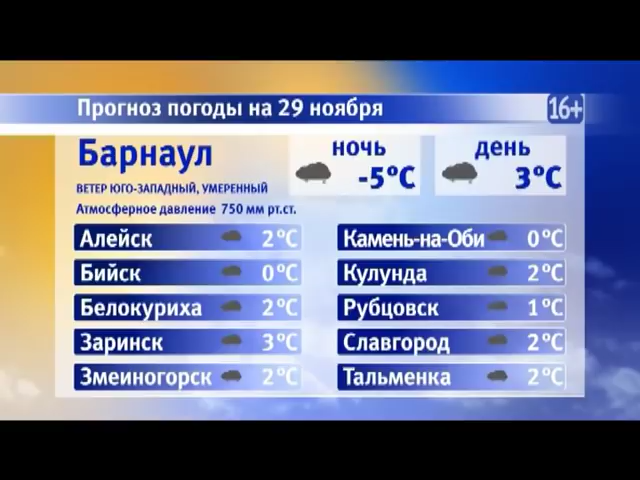 Прогноз погоды на 29 ноября
16+
Барнаул
ночь
-5°C
день
3°C
ВЕТЕР ЮГО-ЗАПАДНЫЙ, УМЕРЕННЫЙ
Атмосферное давление 750 мм рт.ст.
Алейск 2°C
Бийск 0°C
Белокуриха 2°C
Заринск 3°C
Змеиногорск 2°C
Камень-на-Оби 0°C
Кулунда 2°C
Рубцовск 1°C
Славгород 2°C
Тальменка 2°C